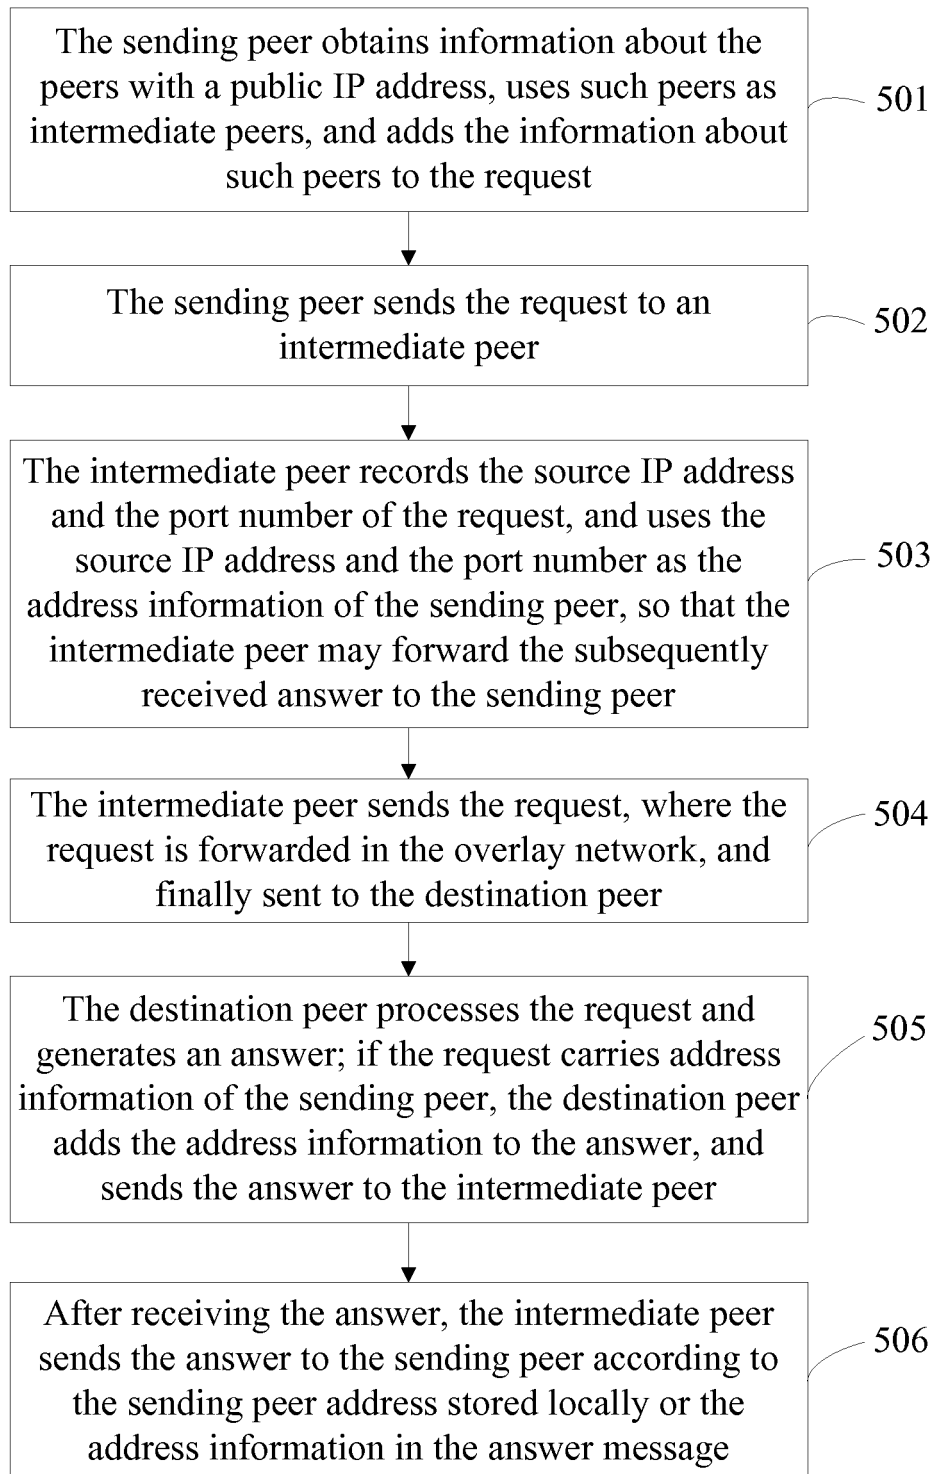 The sending peer obtains information about the
peers with a public IP address, uses such peers as
intermediate peers, and adds the information about
such peers to the request
501
The sending peer sends the request to an
intermediate peer
502
The intermediate peer records the source IP address
and the port number of the request, and uses the
source IP address and the port number as the
address information of the sending peer, so that the
intermediate peer may forward the subsequently
received answer to the sending peer
503
The intermediate peer sends the request, where the
request is forwarded in the overlay network, and
finally sent to the destination peer
504
The destination peer processes the request and
generates an answer; if the request carries address
information of the sending peer, the destination peer
adds the address information to the answer, and
sends the answer to the intermediate peer
505
After receiving the answer, the intermediate peer
sends the answer to the sending peer according to
the sending peer address stored locally or the
address information in the answer message
506